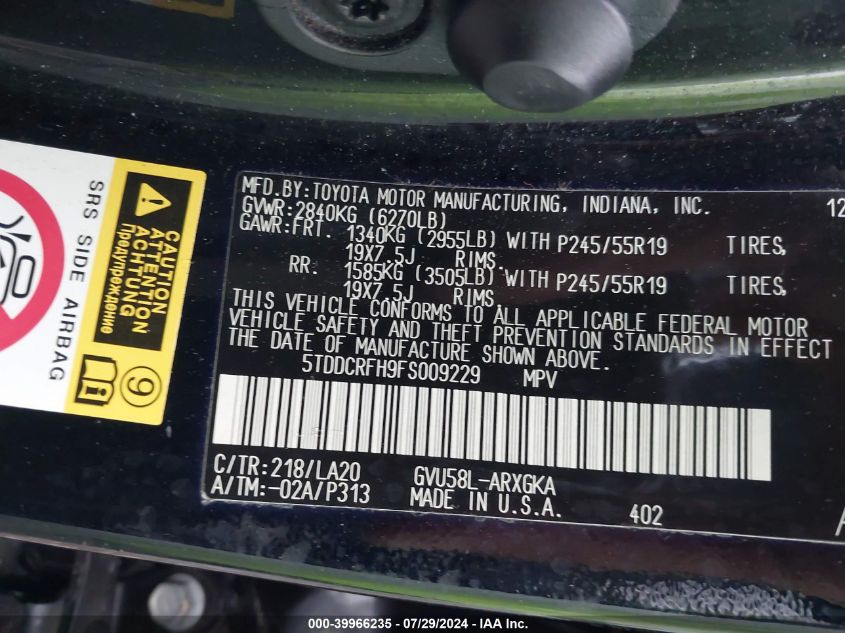 MFD.BY:TOYOTA MOTOR MANUFACTURING, INDIANA, INC. 12
GVWR:2840KG (6270LB)
GAWR:FRT. 1340KG (2955LB) WITH P245/55R19 TIRES,
19X7.5J RIMS.
RR. 1585KG (3505LB) WITH P245/55R19 TIRES,
19X7.5J RIMS.
THIS VEHICLE CONFORMS TO ALL APPLICABLE FEDERAL MOTOR
VEHICLE SAFETY AND THEFT PREVENTION STANDARDS IN EFFECT
THE DATE OF MANUFACTURE SHOWN ABOVE.
5TDDCRFH9FS009229 MPV
C/TR:218/LA20 GVU58L-ARXGKA
A/TM:-02A/P313 MADE IN U.S.A. 402
A
SRS SIDE AIRBAG
CAUTION
ATTENTION
ACHTUNG
Предупреждение
9
i
000-39966235 - 07/29/2024 - IAA Inc.